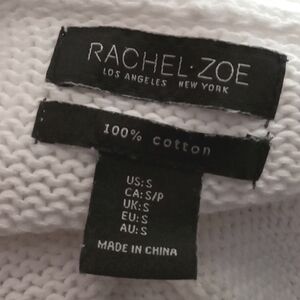 RACHEL·ZOE
LOS ANGELES NEW YORK
100% cotton
US:S
CA:S/P
UK:S
EU:S
AU:S
MADE IN CHINA